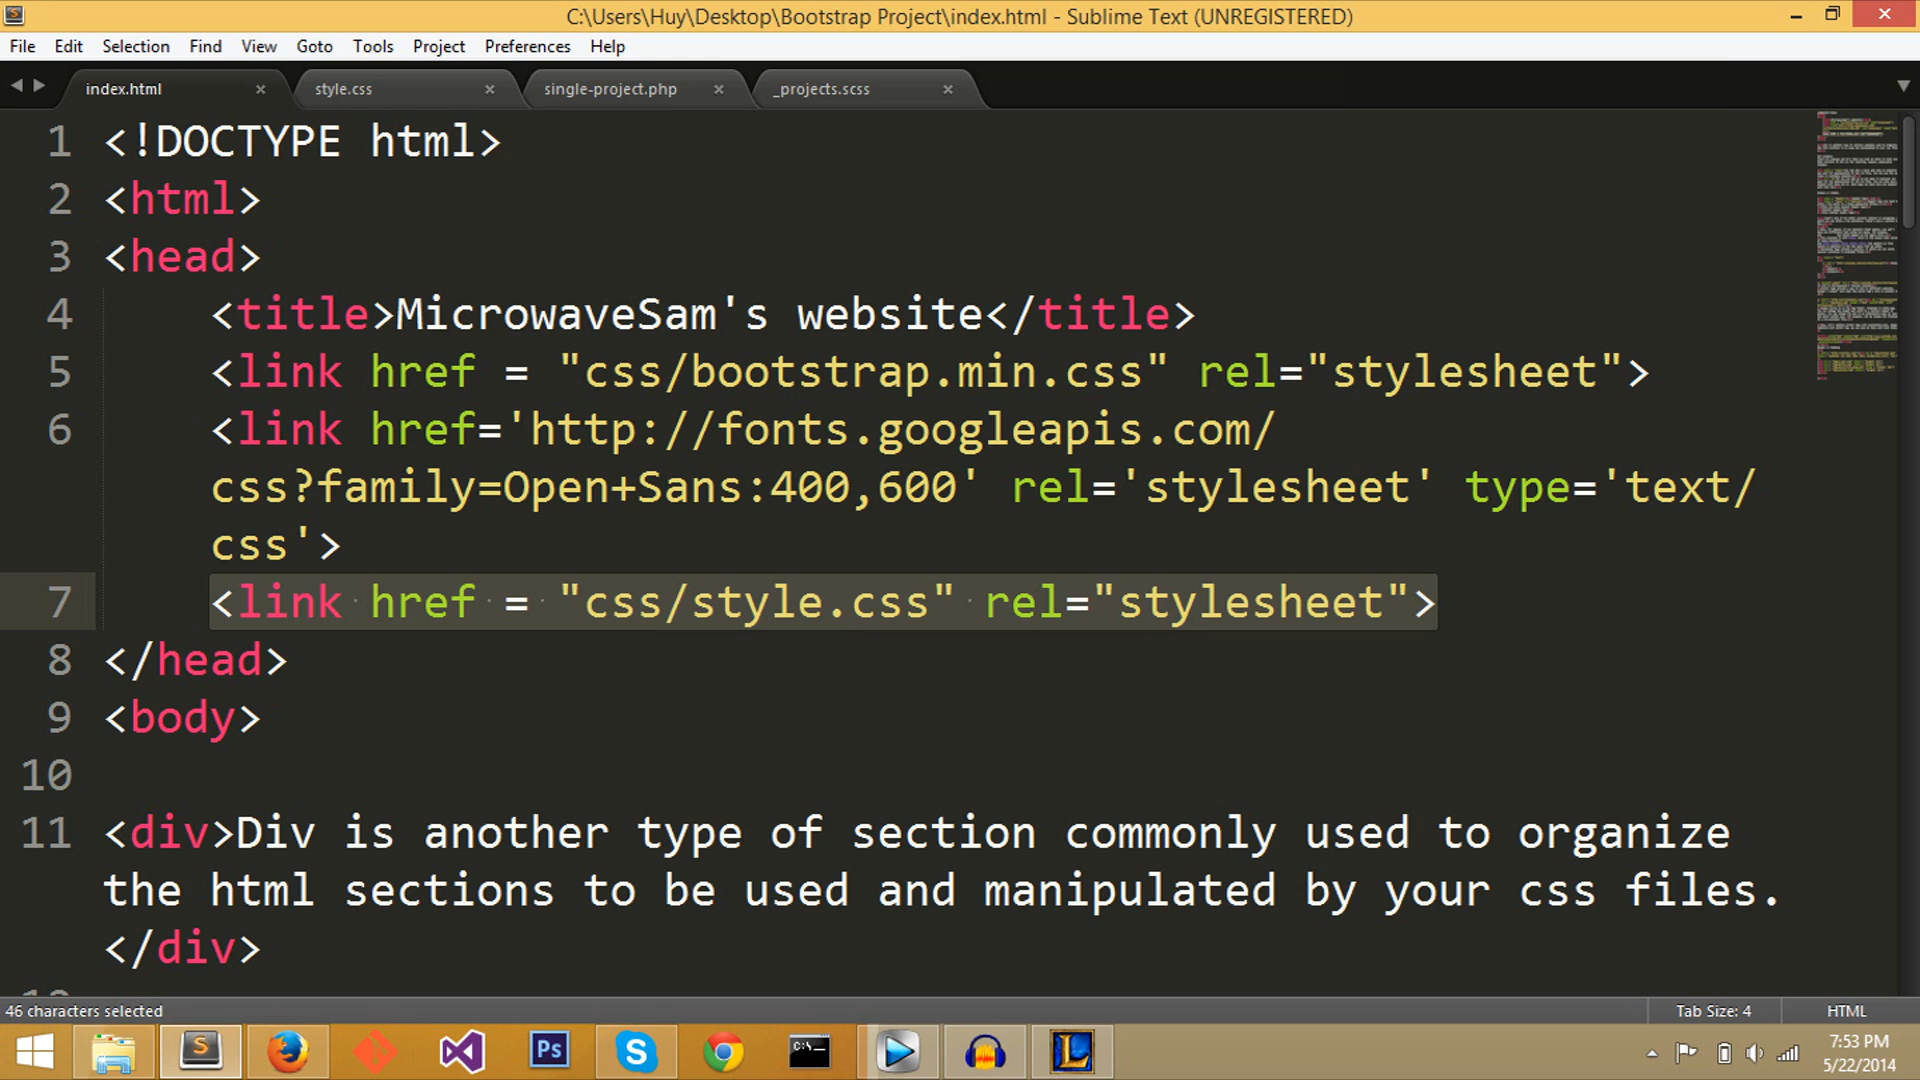 C:\Users\Huy\Desktop\Bootstrap Project\index.html - Sublime Text (UNREGISTERED)
File Edit Selection Find View Goto Tools Project Preferences Help
index.html × style.css × single-project.php × _projects.scss ×
1 <!DOCTYPE html>
2 <html>
3 <head>
4 <title>MicrowaveSam's website</title>
5 <link href = "css/bootstrap.min.css" rel="stylesheet">
6 <link href='http://fonts.googleapis.com/
css?family=Open+Sans:400,600' rel='stylesheet' type='text/
css'>
7 <link href = "css/style.css" rel="stylesheet">
8 </head>
9 <body>
10
11 <div>Div is another type of section commonly used to organize
the html sections to be used and manipulated by your css files.
</div>
46 characters selected Tab Size: 4 HTML
Ps C:\ 7:53 PM
5/22/2014